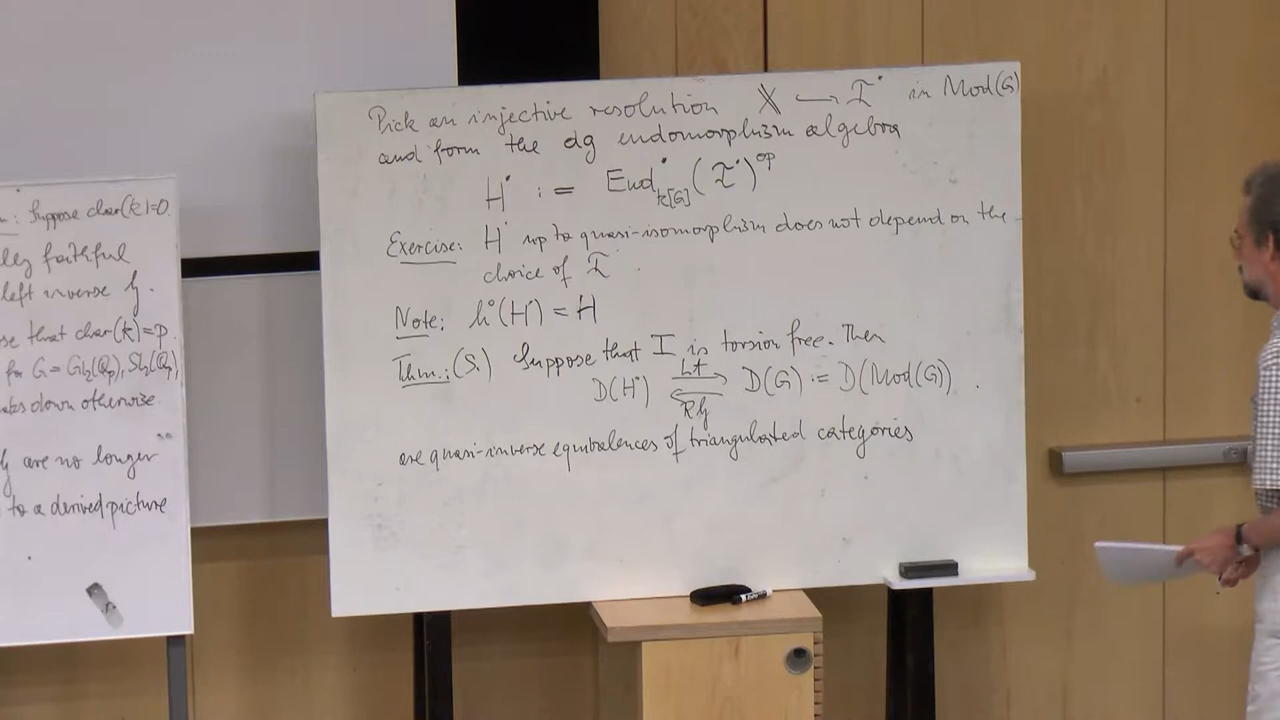 : Suppose char(k)=0.
faithful
left inverse 𝔥.
se that char(k)=p.
for G=GL₂(ℚₚ), SL₂(ℚₚ),
down otherwise.
𝔥 are no longer
to a derived picture
Pick an injective resolution 𝕏 ↪ 𝓘• in Mod(G)
and form the dg endomorphism algebra
H• := End•_{k[G]}(𝓘•)^{op}
Exercise: H• up to quasi-isomorphism does not depend on the
choice of 𝓘•.
Note: h⁰(H•) = H
Thm.: (S.) Suppose that I is torsion free. Then
D(H•) ⇄ D(G) := D(Mod(G)).
are quasi-inverse equivalences of triangulated categories